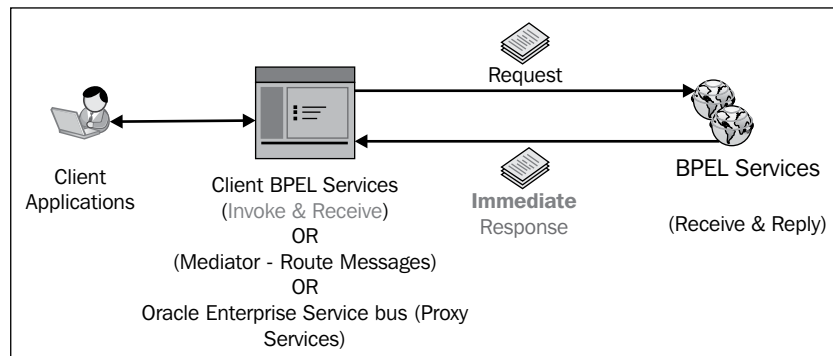 Client
Applications
Client BPEL Services
(Invoke & Receive)
OR
(Mediator - Route Messages)
OR
Oracle Enterprise Service bus (Proxy
Services)
Request
Immediate
Response
BPEL Services
(Receive & Reply)